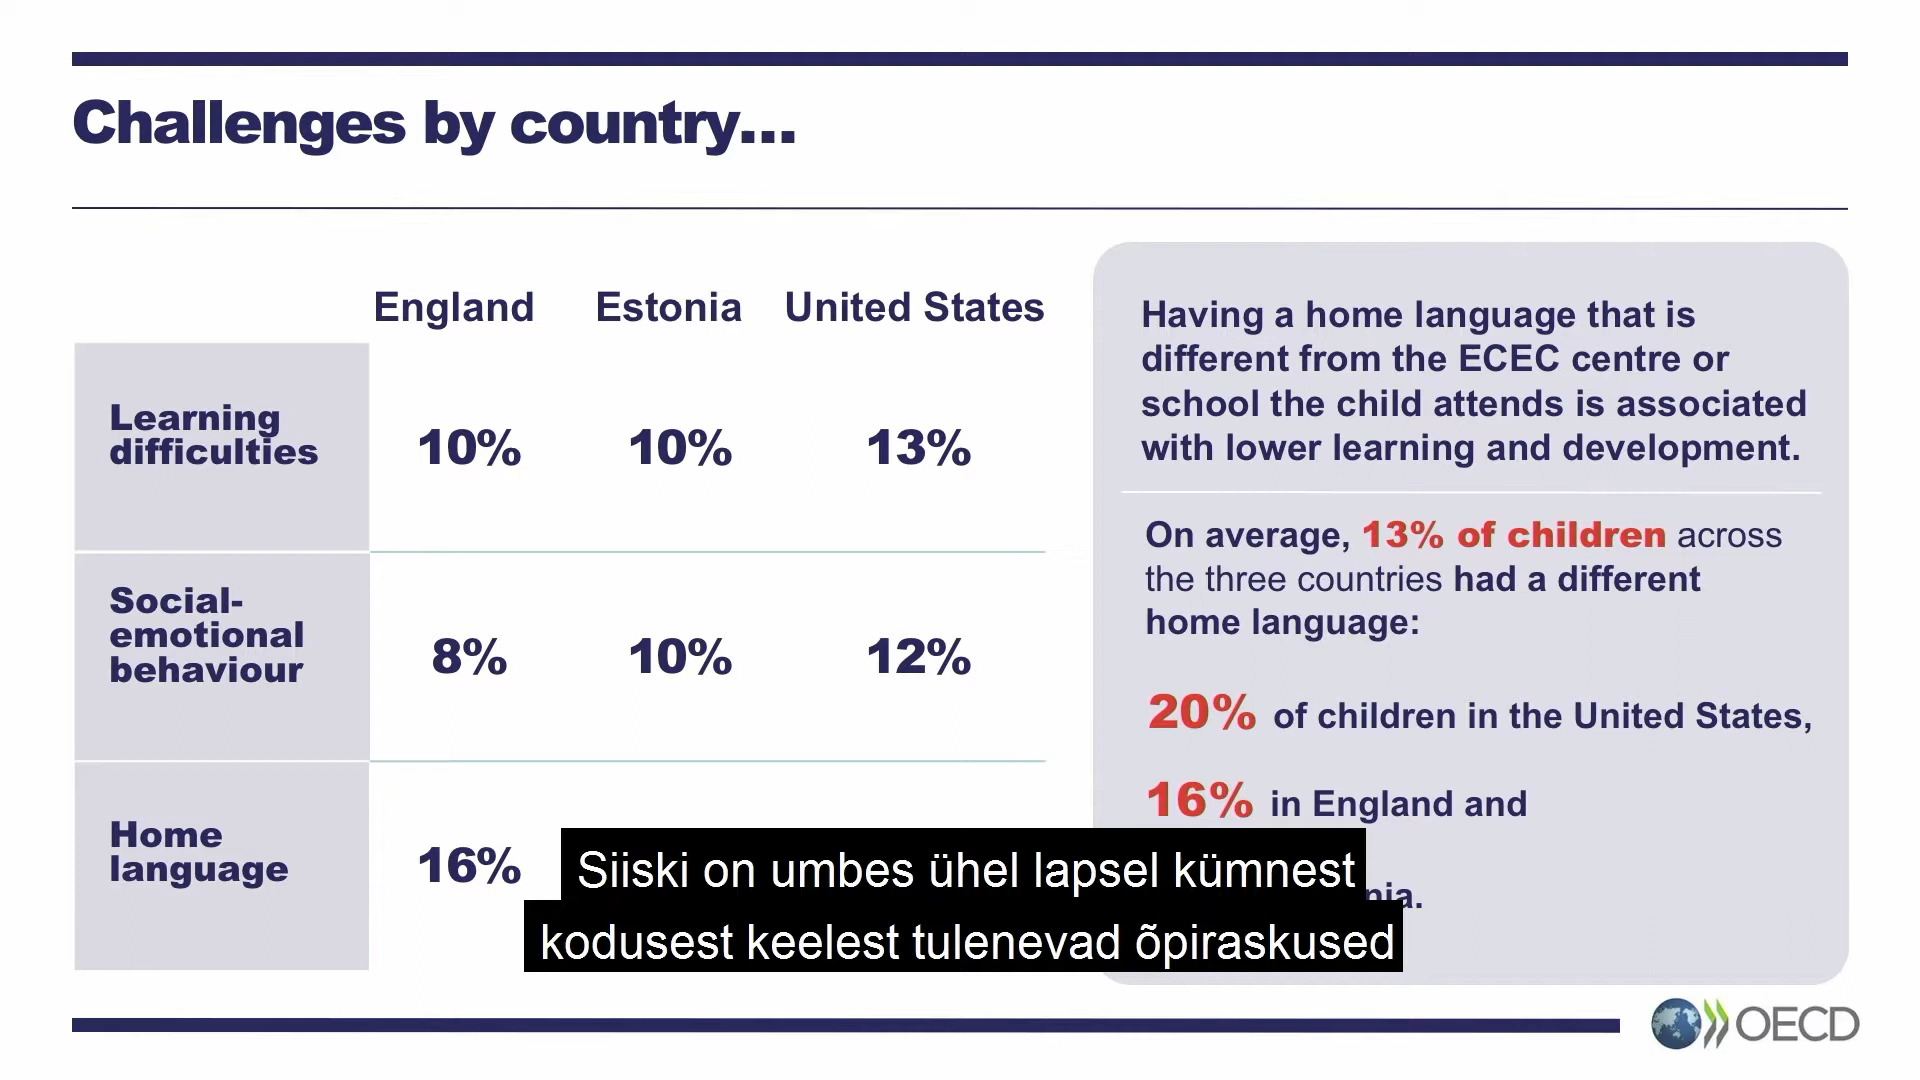 Challenges by country...
England Estonia United States
Learning
difficulties
10% 10% 13%
Social-
emotional
behaviour
8% 10% 12%
Home
language
16%
Having a home language that is
different from the ECEC centre or
school the child attends is associated
with lower learning and development.
On average, 13% of children across
the three countries had a different
home language:
20% of children in the United States,
16% in England and
Siiski on umbes ühel lapsel kümnest
kodusest keelest tulenevad õpiraskused
OECD